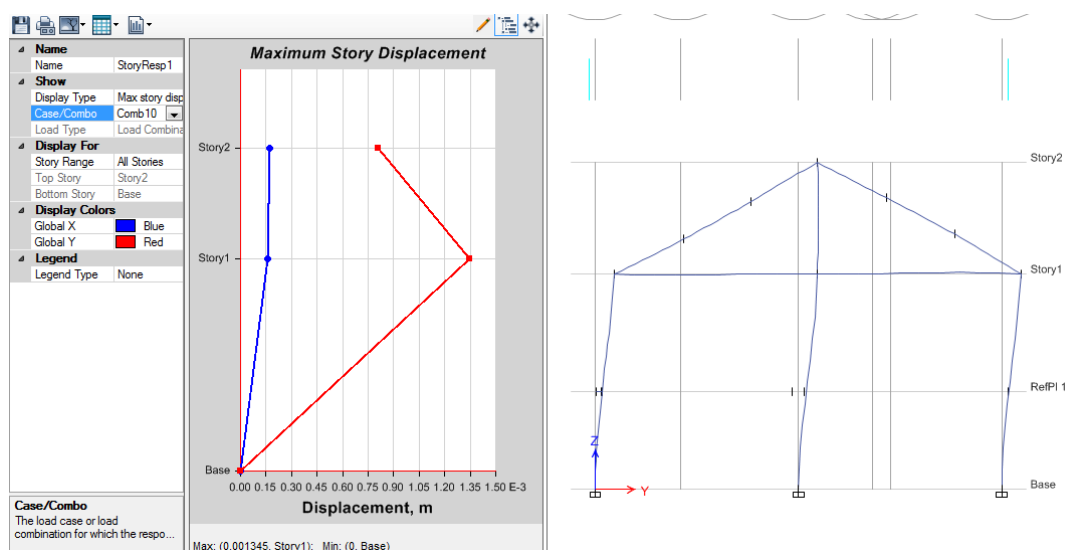 Name
Name StoryResp1
Show
Display Type Max story disp
Case/Combo Comb10
Load Type Load Combina
Display For
Story Range All Stories
Top Story Story2
Bottom Story Base
Display Colors
Global X Blue
Global Y Red
Legend
Legend Type None
Case/Combo
The load case or load
combination for which the respo...
Maximum Story Displacement
Story2
Story1
Base
0.00 0.15 0.30 0.45 0.60 0.75 0.90 1.05 1.20 1.35 1.50 E-3
Displacement, m
Max: (0.001345, Story1); Min: (0, Base)
Story2
Story1
RefPl 1
Base
Z
Y